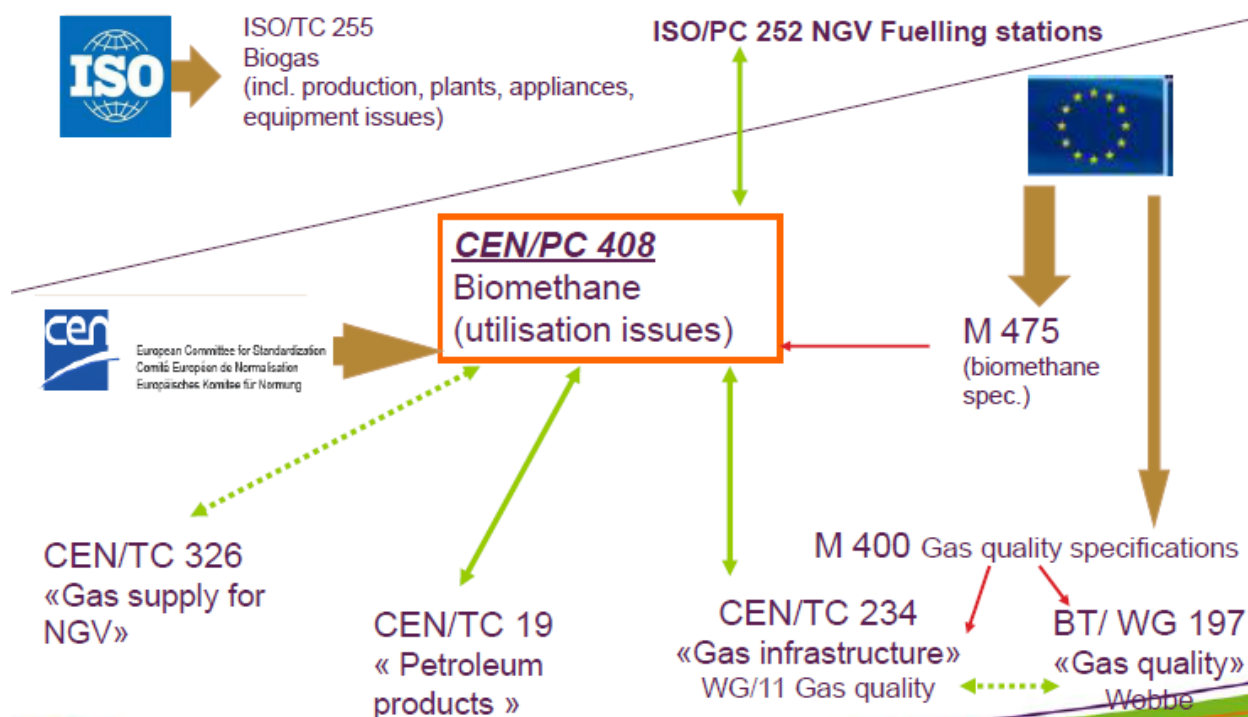 ISO
ISO/TC 255
Biogas
(incl. production, plants, appliances,
equipment issues)
ISO/PC 252 NGV Fuelling stations
CEN/PC 408
Biomethane
(utilisation issues)
cen
European Committee for Standardization
Comité Européen de Normalisation
Europäisches Komitee für Normung
M 475
(biomethane
spec.)
M 400 Gas quality specifications
CEN/TC 326
«Gas supply for
NGV»
CEN/TC 19
« Petroleum
products »
CEN/TC 234
«Gas infrastructure»
WG/11 Gas quality
BT/ WG 197
«Gas quality»
Wobbe